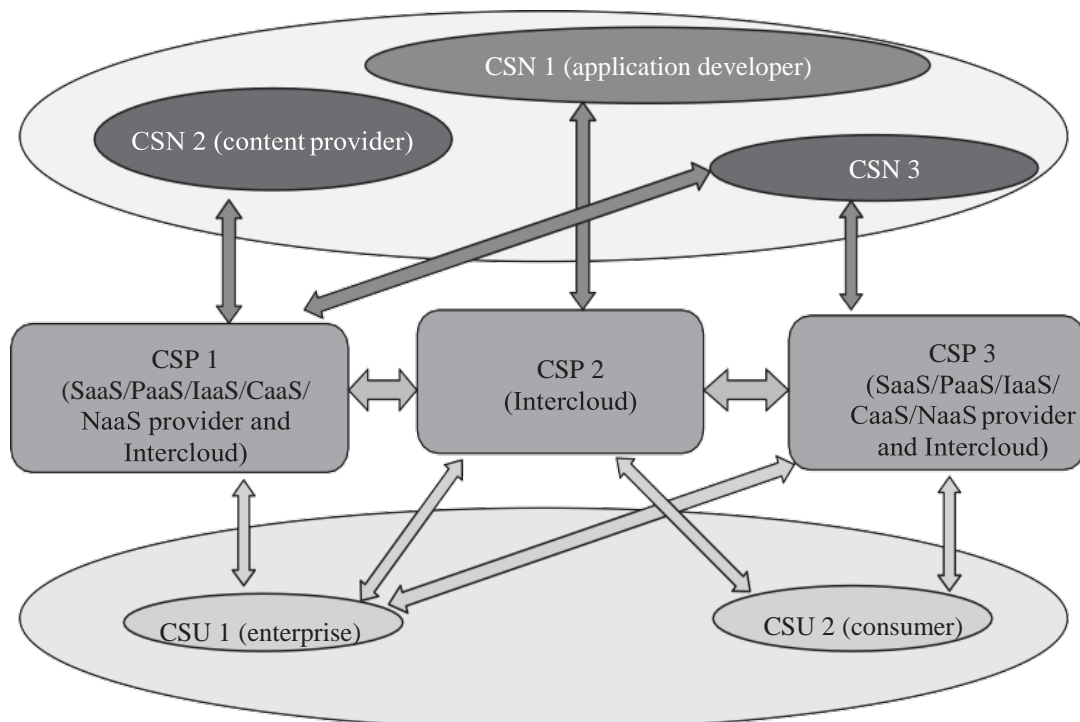 CSN 1 (application developer)
CSN 2 (content provider)
CSN 3
CSP 1
(SaaS/PaaS/IaaS/CaaS/
NaaS provider and
Intercloud)
CSP 2
(Intercloud)
CSP 3
(SaaS/PaaS/IaaS/
CaaS/NaaS provider
and Intercloud)
CSU 1 (enterprise)
CSU 2 (consumer)